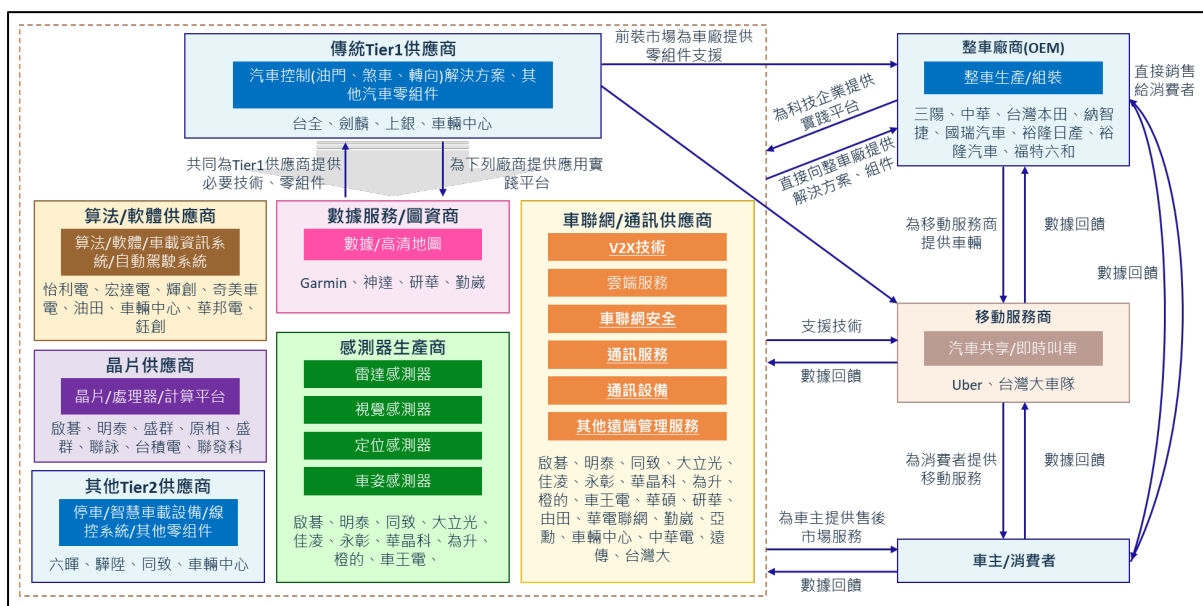 傳統Tier1供應商
汽車控制(油門、煞車、轉向)解決方案、其
他汽車零組件
台全、劍麟、上銀、車輛中心
前裝市場為車廠提供
零組件支援
整車廠商(OEM)
整車生產/組裝
三陽、中華、台灣本田、納智
捷、國瑞汽車、裕隆日產、裕
隆汽車、福特六和
直接銷售
給消費者
為科技企業提供
實踐平台
直接向整車廠提供
解決方案、組件
共同為Tier1供應商提供
必要技術、零組件
為下列廠商提供應用實
踐平台
算法/軟體供應商
算法/軟體/車載資訊系
統/自動駕駛系統
怡利電、宏達電、輝創、奇美車
電、油田、車輛中心、華邦電、
鈺創
數據服務/圖資商
數據/高清地圖
Garmin、神達、研華、勤崴
車聯網/通訊供應商
V2X技術
雲端服務
車聯網安全
通訊服務
通訊設備
其他遠端管理服務
啟碁、明泰、同致、大立光、
佳凌、永彰、華晶科、為升、
橙的、車王電、華碩、研華、
由田、華電聯網、勤崴、亞
勳、車輛中心、中華電、遠
傳、台灣大
晶片供應商
晶片/處理器/計算平台
啟碁、明泰、盛群、原相、盛
群、聯詠、台積電、聯發科
感測器生產商
雷達感測器
視覺感測器
定位感測器
車姿感測器
啟碁、明泰、同致、大立光、
佳凌、永彰、華晶科、為升、
橙的、車王電、
其他Tier2供應商
停車/智慧車載設備/線
控系統/其他零組件
六暉、驊陞、同致、車輛中心
為移動服務商
提供車輛
數據回饋
數據回饋
支援技術
數據回饋
移動服務商
汽車共享/即時叫車
Uber、台灣大車隊
為消費者提供
移動服務
數據回饋
為車主提供售後
市場服務
數據回饋
車主/消費者